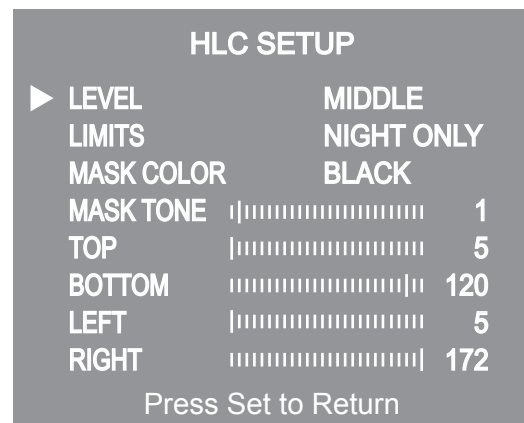 HLC SETUP
LEVEL MIDDLE
LIMITS NIGHT ONLY
MASK COLOR BLACK
MASK TONE 1
TOP 5
BOTTOM 120
LEFT 5
RIGHT 172
Press Set to Return